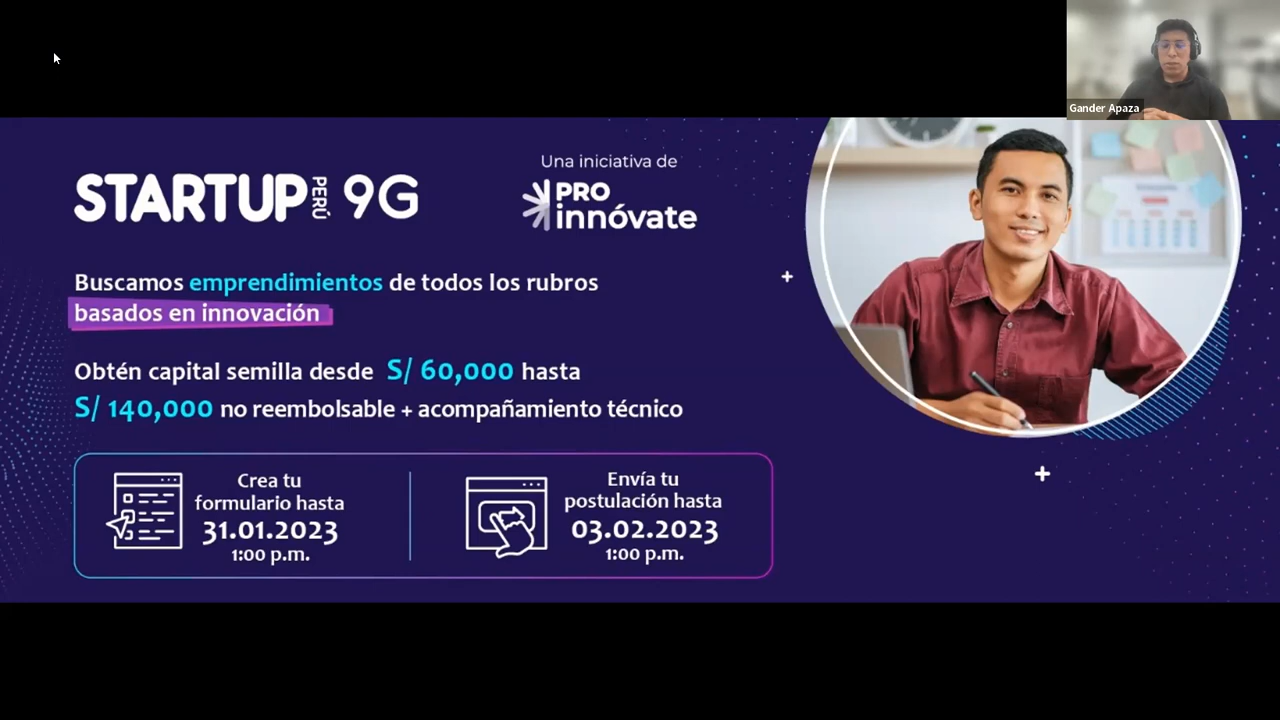 Gander Apaza
STARTUP PERÚ 9G
Una iniciativa de
PRO
innóvate
Buscamos emprendimientos de todos los rubros
basados en innovación
Obtén capital semilla desde S/ 60,000 hasta
S/ 140,000 no reembolsable + acompañamiento técnico
Crea tu
formulario hasta
31.01.2023
1:00 p.m.
Envía tu
postulación hasta
03.02.2023
1:00 p.m.